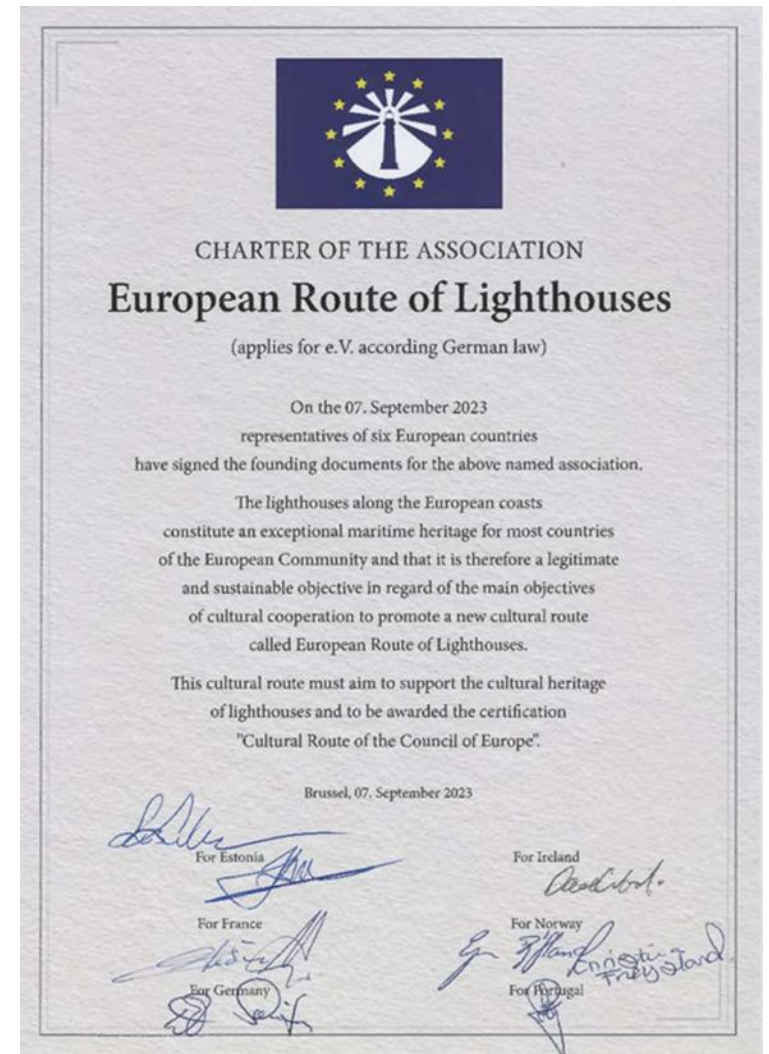 CHARTER OF THE ASSOCIATION
European Route of Lighthouses
(applies for e.V. according German law)
On the 07. September 2023
representatives of six European countries
have signed the founding documents for the above named association.
The lighthouses along the European coasts
constitute an exceptional maritime heritage for most countries
of the European Community and that it is therefore a legitimate
and sustainable objective in regard of the main objectives
of cultural cooperation to promote a new cultural route
called European Route of Lighthouses.
This cultural route must aim to support the cultural heritage
of lighthouses and to be awarded the certification
"Cultural Route of the Council of Europe".
Brussel, 07. September 2023
For Estonia
For Ireland
For France
For Norway
For Germany
For Portugal